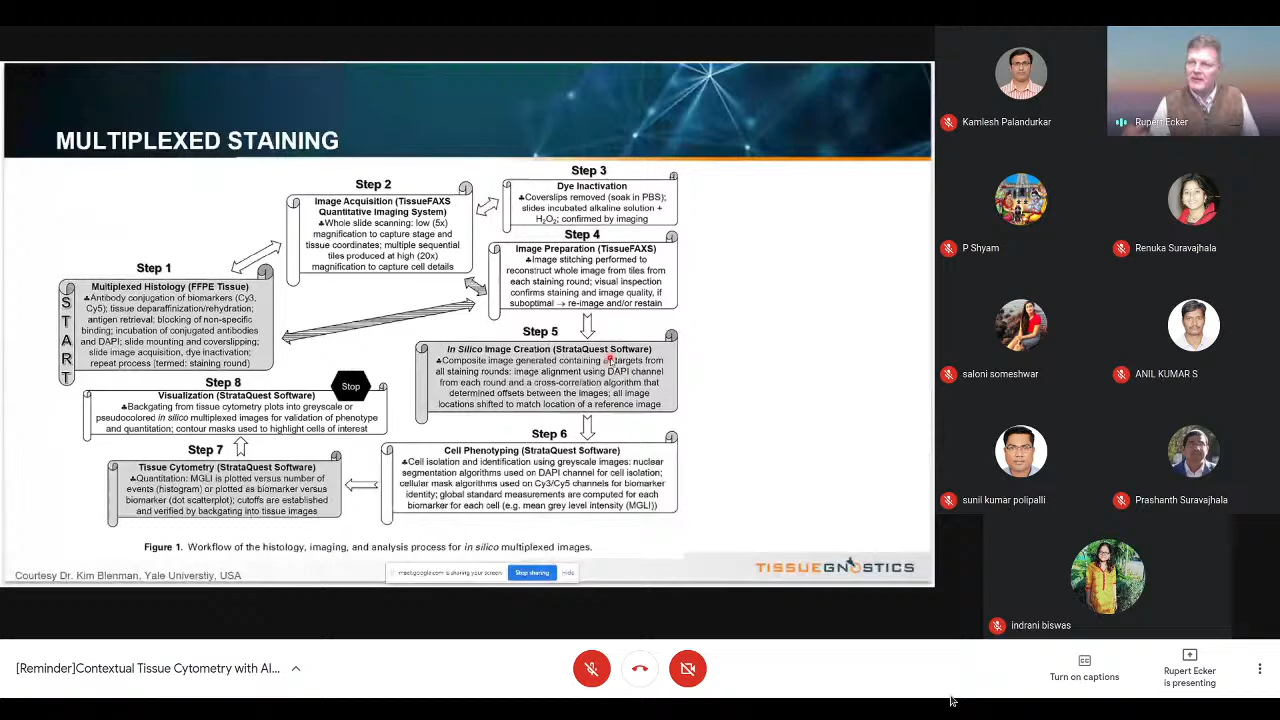 MULTIPLEXED STAINING
Step 1
Multiplexed Histology (FFPE Tissue)
♣Antibody conjugation of biomarkers (Cy3,
Cy5); tissue deparaffinization/rehydration;
antigen retrieval; blocking of non-specific
binding; incubation of conjugated antibodies
and DAPI; slide mounting and coverslipping;
slide image acquisition, dye inactivation;
repeat process (termed: staining round)
START
Step 2
Image Acquisition (TissueFAXS
Quantitative Imaging System)
♣Whole slide scanning: low (5x)
magnification to capture stage and
tissue coordinates; multiple sequential
tiles produced at high (20x)
magnification to capture cell details
Step 3
Dye Inactivation
♣Coverslips removed (soak in PBS);
slides incubated alkaline solution +
H₂O₂; confirmed by imaging
Step 4
Image Preparation (TissueFAXS)
♣Image stitching performed to
reconstruct whole image from tiles from
each staining round; visual inspection
confirms staining and image quality, if
suboptimal → re-image and/or restain
Step 5
In Silico Image Creation (StrataQuest Software)
♣Composite image generated containing all targets from
all staining rounds: image alignment using DAPI channel
from each round and a cross-correlation algorithm that
determined offsets between the images; all image
locations shifted to match location of a reference image
Step 6
Cell Phenotyping (StrataQuest Software)
♣Cell isolation and identification using greyscale images: nuclear
segmentation algorithms used on DAPI channel for cell isolation;
cellular mask algorithms used on Cy3/Cy5 channels for biomarker
identity; global standard measurements are computed for each
biomarker for each cell (e.g. mean grey level intensity (MGLI))
Step 7
Tissue Cytometry (StrataQuest Software)
♣Quantitation: MGLI is plotted versus number of
events (histogram) or plotted as biomarker versus
biomarker (dot scatterplot); cutoffs are established
and verified by backgating into tissue images
Step 8
Stop
Visualization (StrataQuest Software)
♣Backgating from tissue cytometry plots into greyscale or
pseudocolored in silico multiplexed images for validation of phenotype
and quantitation; contour masks used to highlight cells of interest
Figure 1. Workflow of the histology, imaging, and analysis process for in silico multiplexed images.
Courtesy Dr. Kim Blenman, Yale Universtiy, USA
meet.google.com is sharing your screen.
Stop sharing
Hide
TISSUEGNOSTICS
Kamlesh Palandurkar
Rupert Ecker
P Shyam
Renuka Suravajhala
saloni someshwar
ANIL KUMAR S
sunil kumar polipalli
Prashanth Suravajhala
indrani biswas
[Reminder]Contextual Tissue Cytometry with AI...
CC
Turn on captions
Rupert Ecker
is presenting